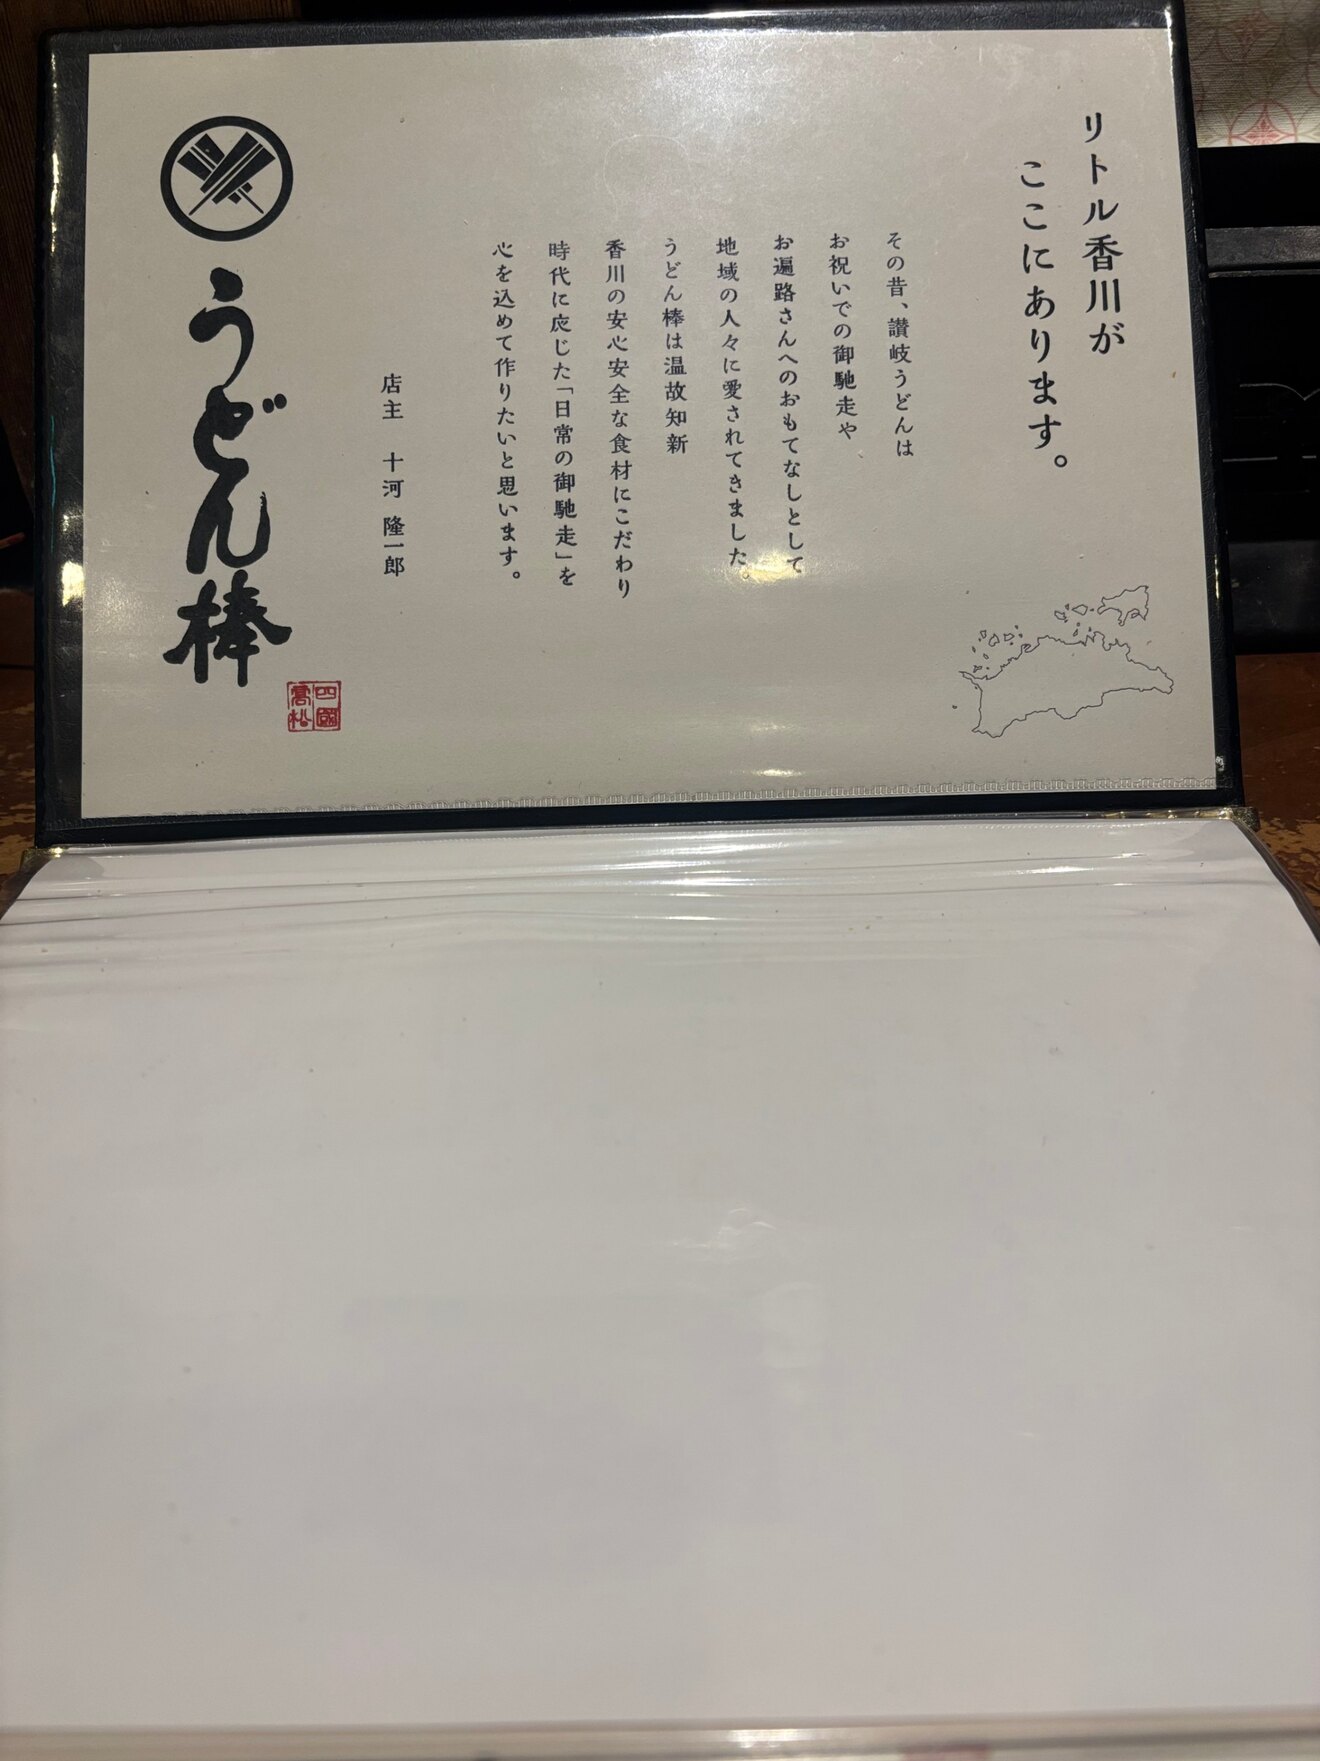 リトル香川が
ここにあります。
その昔、讃岐うどんは
お祝いでの御馳走や
お遍路さんへのおもてなしとして
地域の人々に愛されてきました。
うどん棒は温故知新
香川の安心安全な食材にこだわり
時代に応じた「日常の御馳走」を
心を込めて作りたいと思います。
店主 十河 隆一郎
うどん棒
四國
髙松